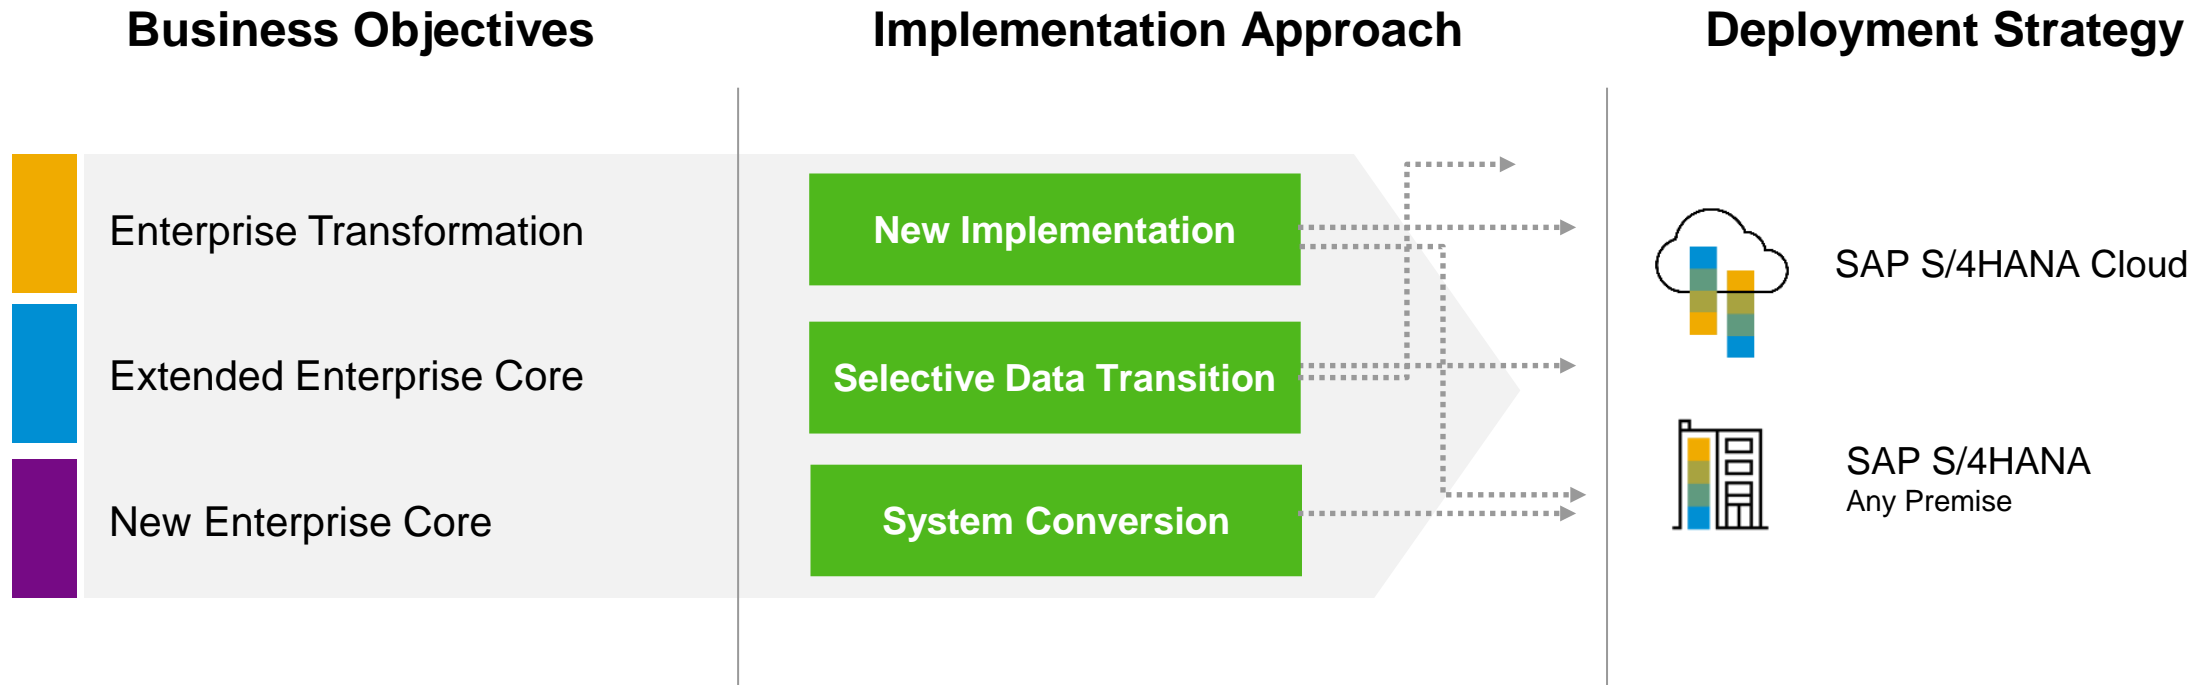 Business Objectives
Implementation Approach
Deployment Strategy
Enterprise Transformation
Extended Enterprise Core
New Enterprise Core
New Implementation
Selective Data Transition
System Conversion
SAP S/4HANA Cloud
SAP S/4HANA
Any Premise